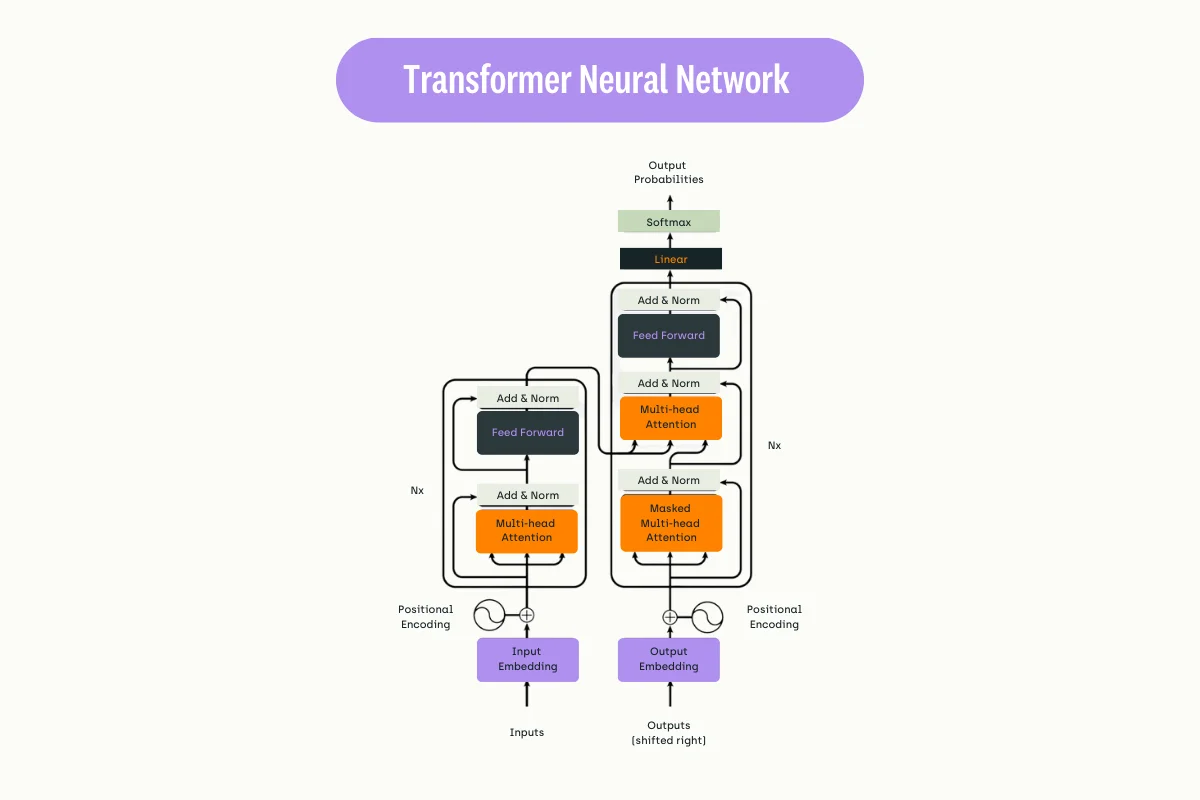 Transformer Neural Network
Output
Probabilities
Softmax
Linear
Add & Norm
Feed Forward
Add & Norm
Multi-head
Attention
Add & Norm
Masked
Multi-head
Attention
Nx
Add & Norm
Feed Forward
Add & Norm
Multi-head
Attention
Nx
Positional
Encoding
Positional
Encoding
Input
Embedding
Output
Embedding
Inputs
Outputs
(shifted right)